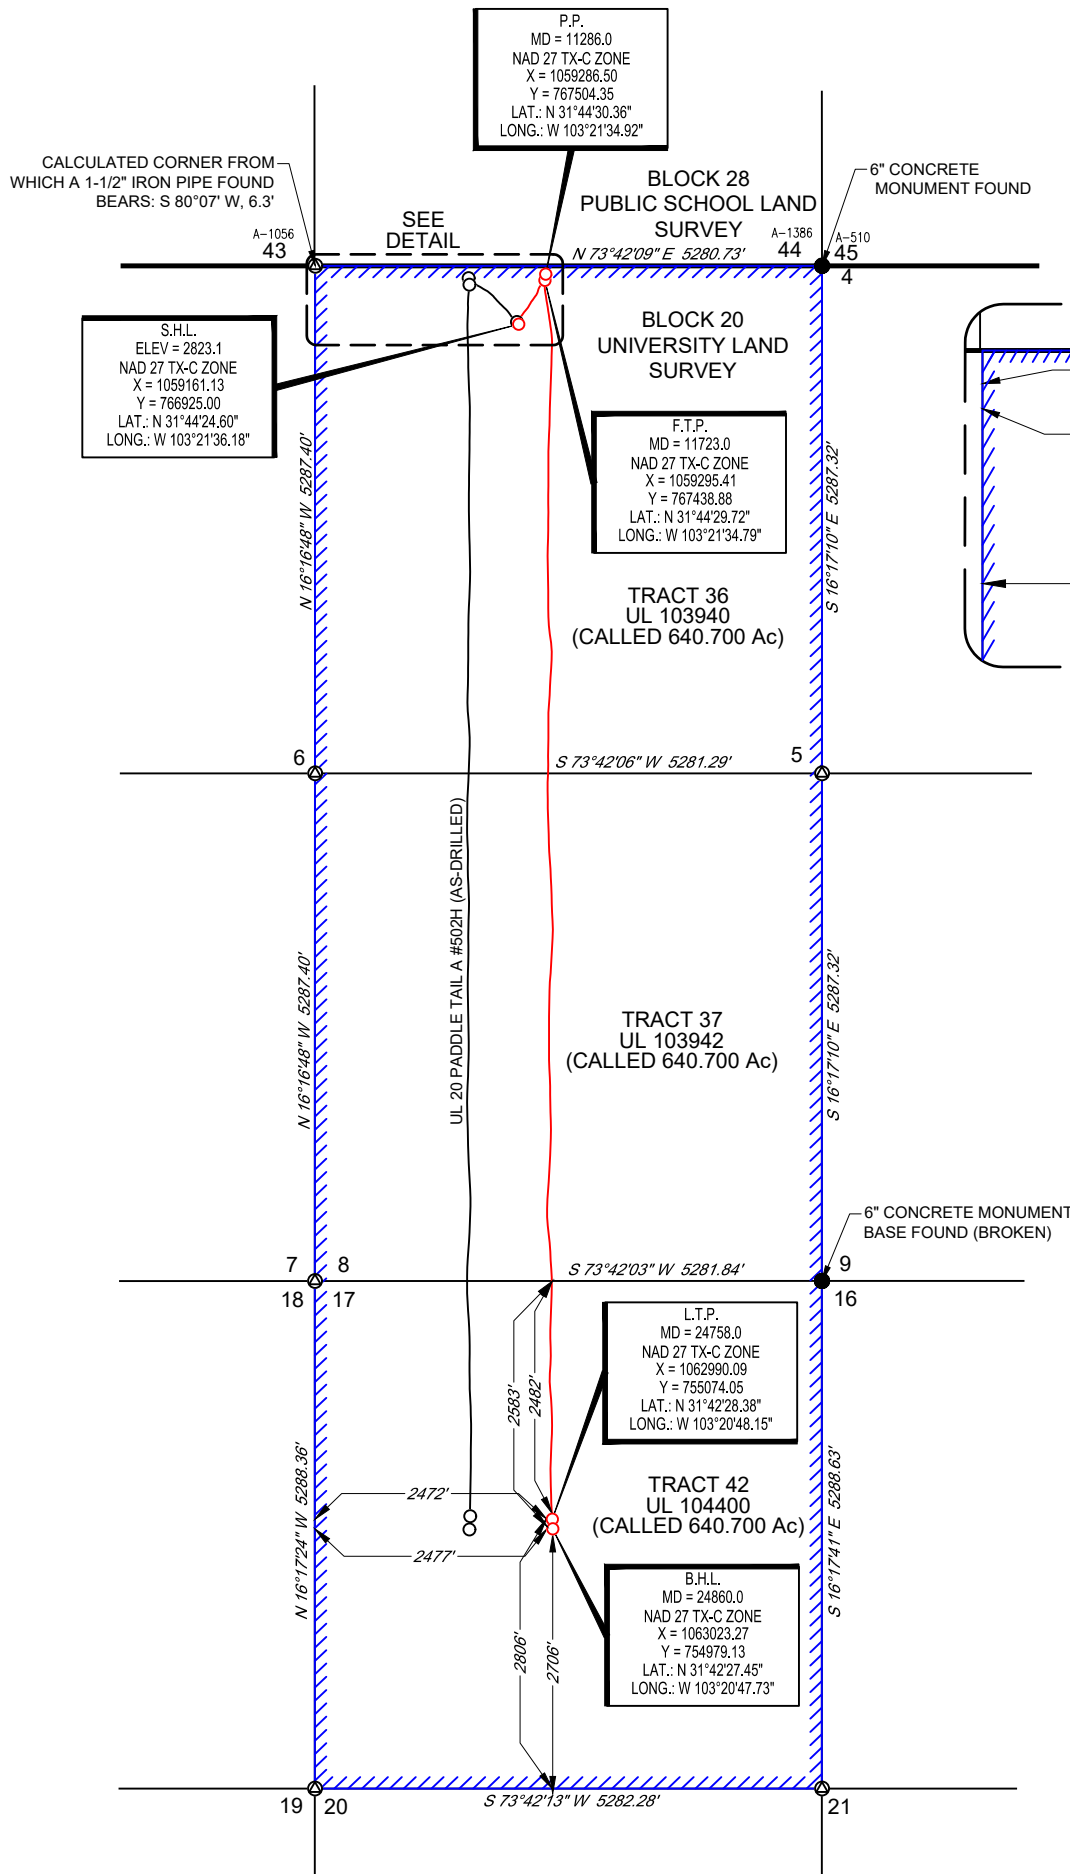 P.P.
MD = 11286.0
NAD 27 TX-C ZONE
X = 1059286.50
Y = 767504.35
LAT.: N 31°44'30.36"
LONG.: W 103°21'34.92"
CALCULATED CORNER FROM
WHICH A 1-1/2" IRON PIPE FOUND
BEARS: S 80°07' W, 6.3'
BLOCK 28
PUBLIC SCHOOL LAND
SURVEY
6" CONCRETE
MONUMENT FOUND
SEE
DETAIL
A-1056
43
N 73°42'09" E 5280.73'
A-1386
44
A-510
45
4
S.H.L.
ELEV = 2823.1
NAD 27 TX-C ZONE
X = 1059161.13
Y = 766925.00
LAT.: N 31°44'24.60"
LONG.: W 103°21'36.18"
BLOCK 20
UNIVERSITY LAND
SURVEY
F.T.P.
MD = 11723.0
NAD 27 TX-C ZONE
X = 1059295.41
Y = 767438.88
LAT.: N 31°44'29.72"
LONG.: W 103°21'34.79"
N 16°16'48" W 5287.40'
S 16°17'10" E 5287.32'
TRACT 36
UL 103940
(CALLED 640.700 Ac)
6
S 73°42'06" W 5281.29'
5
UL 20 PADDLE TAIL A #502H (AS-DRILLED)
N 16°16'48" W 5287.40'
S 16°17'10" E 5287.32'
TRACT 37
UL 103942
(CALLED 640.700 Ac)
6" CONCRETE MONUMENT
BASE FOUND (BROKEN)
7
8
S 73°42'03" W 5281.84'
9
18
17
16
L.T.P.
MD = 24758.0
NAD 27 TX-C ZONE
X = 1062990.09
Y = 755074.05
LAT.: N 31°42'28.38"
LONG.: W 103°20'48.15"
2583'
2482'
N 16°17'24" W 5288.36'
S 16°17'41" E 5288.63'
TRACT 42
UL 104400
(CALLED 640.700 Ac)
2472'
2477'
B.H.L.
MD = 24860.0
NAD 27 TX-C ZONE
X = 1063023.27
Y = 754979.13
LAT.: N 31°42'27.45"
LONG.: W 103°20'47.73"
2806'
2706'
19
20
S 73°42'13" W 5282.28'
21